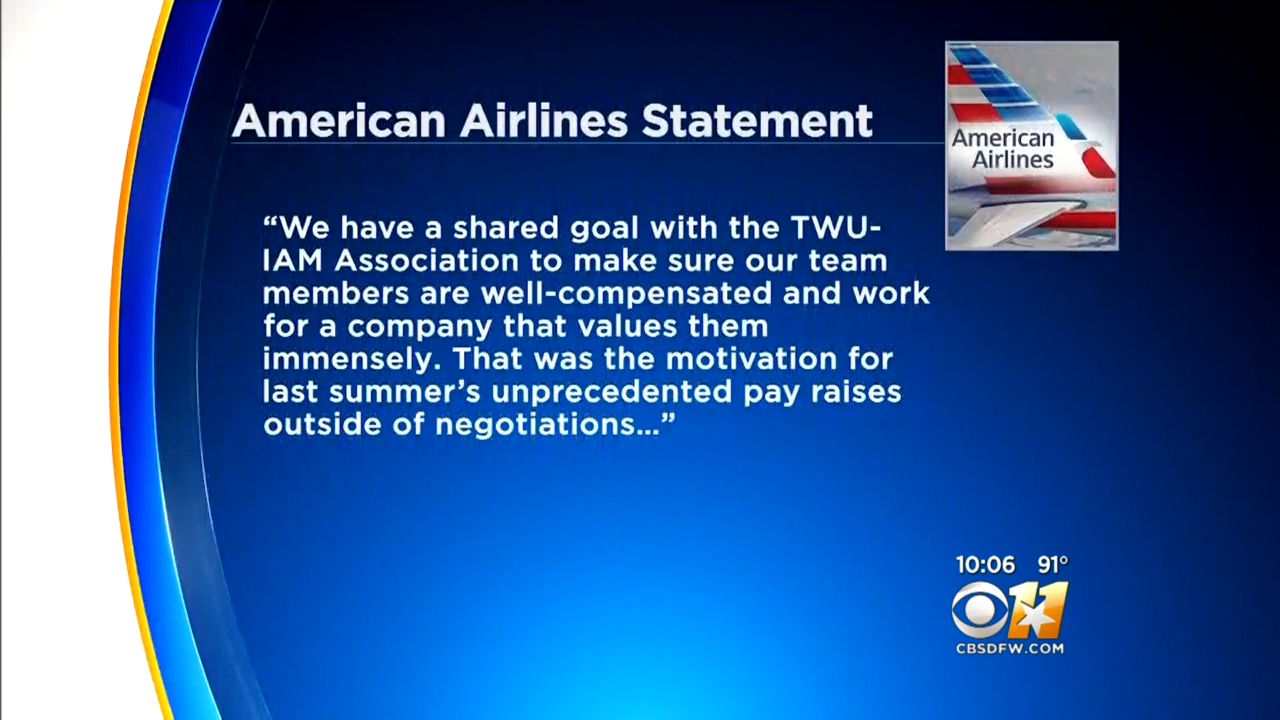 American Airlines Statement
American
Airlines
“We have a shared goal with the TWU-
IAM Association to make sure our team
members are well-compensated and work
for a company that values them
immensely. That was the motivation for
last summer’s unprecedented pay raises
outside of negotiations...”
10:06 91°
11
CBSDFW.COM